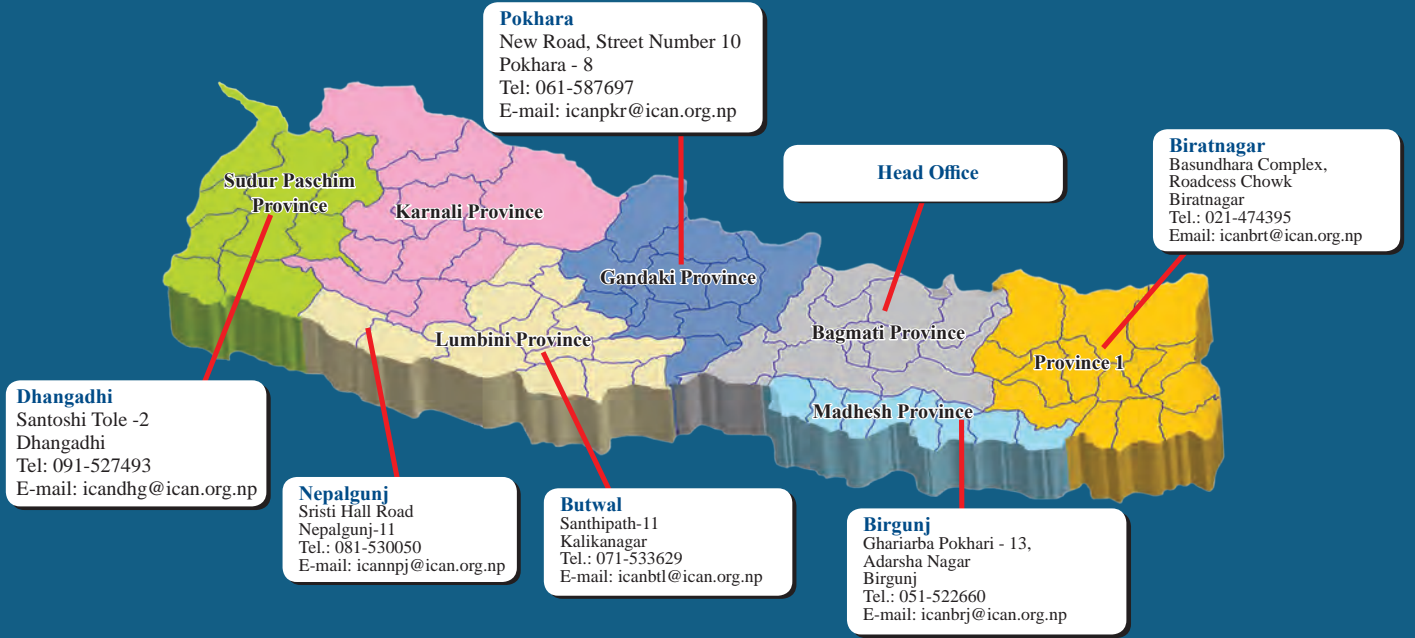 Pokhara
New Road, Street Number 10
Pokhara - 8
Tel: 061-587697
E-mail: icanpkr@ican.org.np
Head Office
Biratnagar
Basundhara Complex,
Roadcess Chowk
Biratnagar
Tel.: 021-474395
Email: icanbrt@ican.org.np
Sudur Paschim
Province
Karnali Province
Gandaki Province
Lumbini Province
Bagmati Province
Province 1
Madhesh Province
Dhangadhi
Santoshi Tole -2
Dhangadhi
Tel: 091-527493
E-mail: icandhg@ican.org.np
Nepalgunj
Sristi Hall Road
Nepalgunj-11
Tel.: 081-530050
E-mail: icannpj@ican.org.np
Butwal
Santhipath-11
Kalikanagar
Tel.: 071-533629
E-mail: icanbtl@ican.org.np
Birgunj
Ghariarba Pokhari - 13,
Adarsha Nagar
Birgunj
Tel.: 051-522660
E-mail: icanbrj@ican.org.np